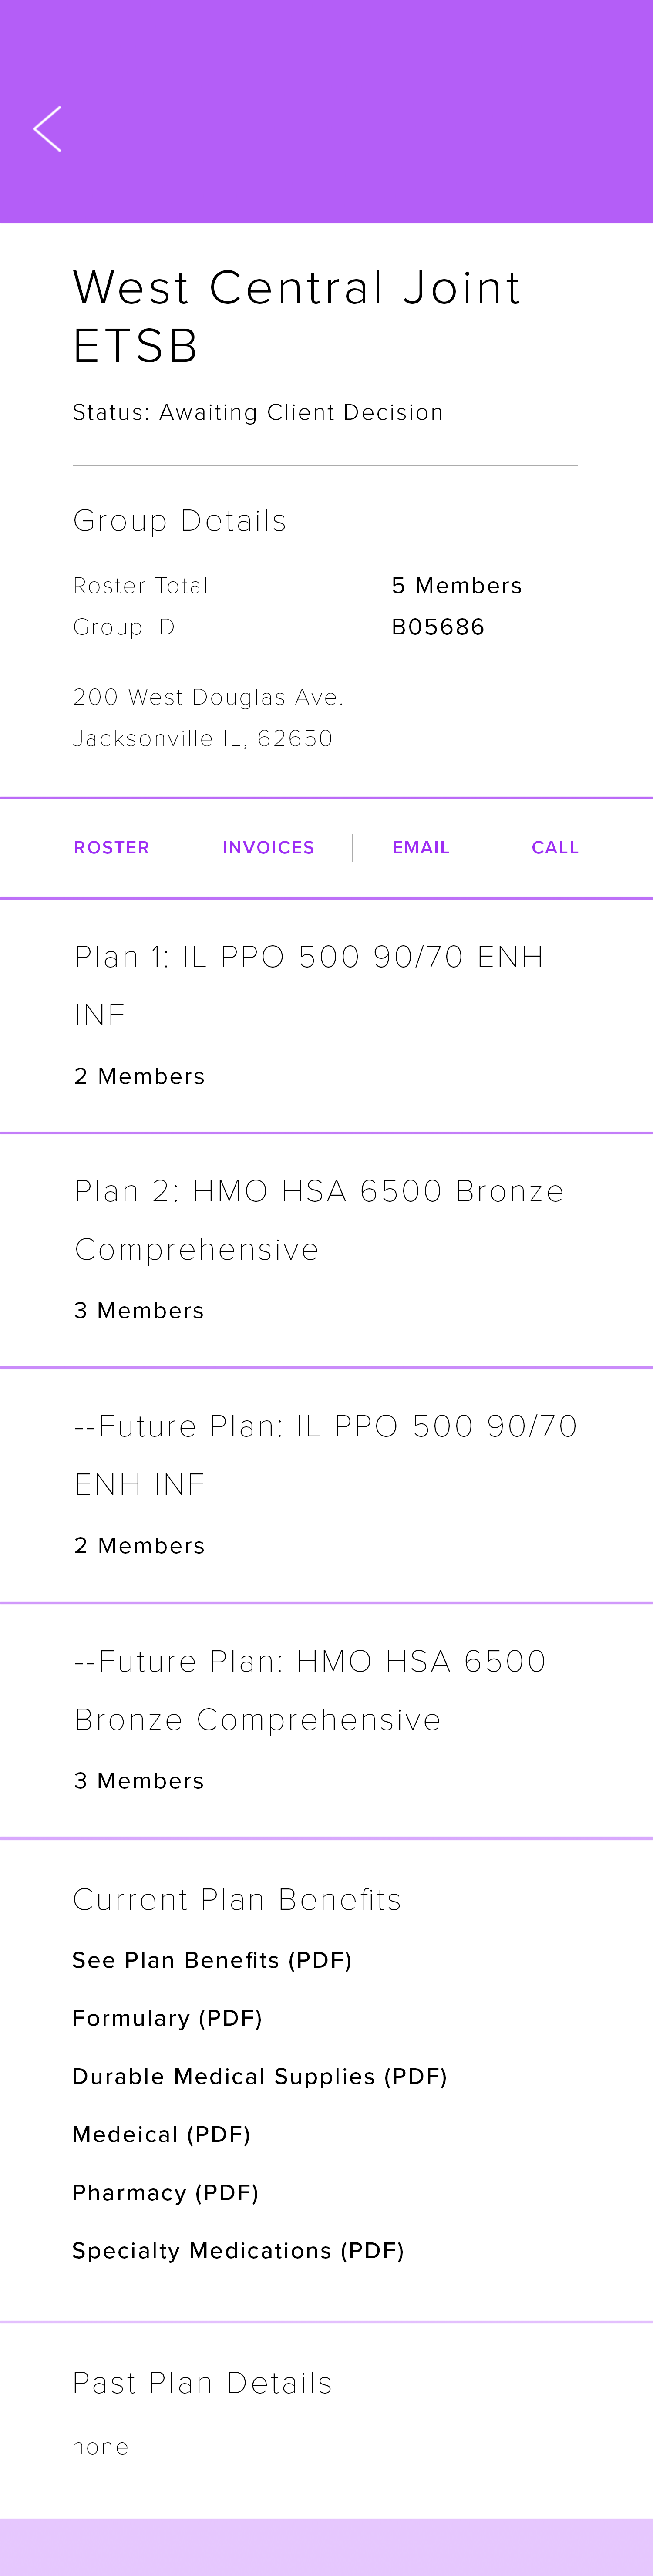 West Central Joint
ETSB
Status: Awaiting Client Decision
Group Details
Roster Total 5 Members
Group ID B05686
200 West Douglas Ave.
Jacksonville IL, 62650
ROSTER INVOICES EMAIL CALL
Plan 1: IL PPO 500 90/70 ENH
INF
2 Members
Plan 2: HMO HSA 6500 Bronze
Comprehensive
3 Members
--Future Plan: IL PPO 500 90/70
ENH INF
2 Members
--Future Plan: HMO HSA 6500
Bronze Comprehensive
3 Members
Current Plan Benefits
See Plan Benefits (PDF)
Formulary (PDF)
Durable Medical Supplies (PDF)
Medeical (PDF)
Pharmacy (PDF)
Specialty Medications (PDF)
Past Plan Details
none